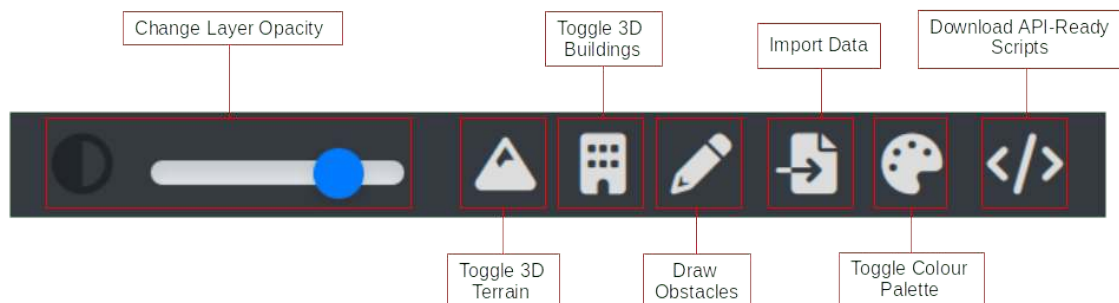 Change Layer Opacity
Toggle 3D
Buildings
Import Data
Download API-Ready
Scripts
Toggle 3D
Terrain
Draw
Obstacles
Toggle Colour
Palette